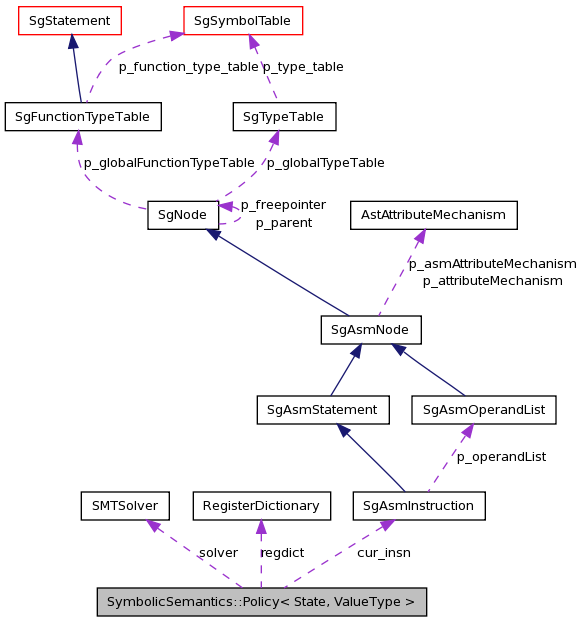 SgStatement
SgSymbolTable
p_function_type_table
p_type_table
SgFunctionTypeTable
SgTypeTable
p_globalFunctionTypeTable
p_globalTypeTable
SgNode
p_freepointer
p_parent
AstAttributeMechanism
p_asmAttributeMechanism
p_attributeMechanism
SgAsmNode
SgAsmStatement
SgAsmOperandList
p_operandList
SMTSolver
RegisterDictionary
SgAsmInstruction
solver
regdict
cur_insn
SymbolicSemantics::Policy< State, ValueType >